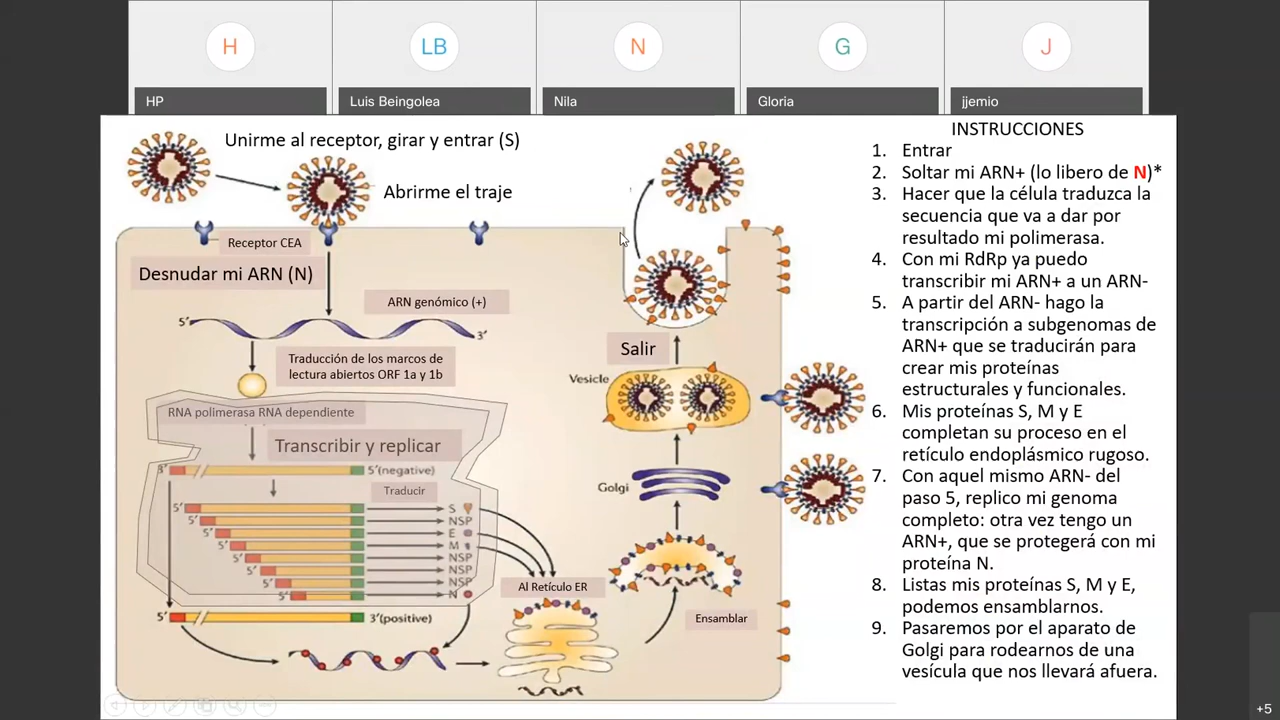 H
LB
N
G
J
HP
Luis Beingolea
Nila
Gloria
jjemio
Unirme al receptor, girar y entrar (S)
Abrirme el traje
Receptor CEA
Desnudar mi ARN (N)
ARN genómico (+)
5’
3’
Traducción de los marcos de
lectura abiertos ORF 1a y 1b
RNA polimerasa RNA dependiente
Transcribir y replicar
3’
5’(negative)
Traducir
5’
S
5’
NSP
5’
E
5’
M
5’
NSP
5’
NSP
5’
NSP
5’
N
5’
3’(positive)
Al Retículo ER
Ensamblar
Golgi
Vesicle
Salir
INSTRUCCIONES
1. Entrar
2. Soltar mi ARN+ (lo libero de N)*
3. Hacer que la célula traduzca la
secuencia que va a dar por
resultado mi polimerasa.
4. Con mi RdRp ya puedo
transcribir mi ARN+ a un ARN-
5. A partir del ARN- hago la
transcripción a subgenomas de
ARN+ que se traducirán para
crear mis proteínas
estructurales y funcionales.
6. Mis proteínas S, M y E
completan su proceso en el
retículo endoplásmico rugoso.
7. Con aquel mismo ARN- del
paso 5, replico mi genoma
completo: otra vez tengo un
ARN+, que se protegerá con mi
proteína N.
8. Listas mis proteínas S, M y E,
podemos ensamblarnos.
9. Pasaremos por el aparato de
Golgi para rodearnos de una
vesícula que nos llevará afuera.
+5